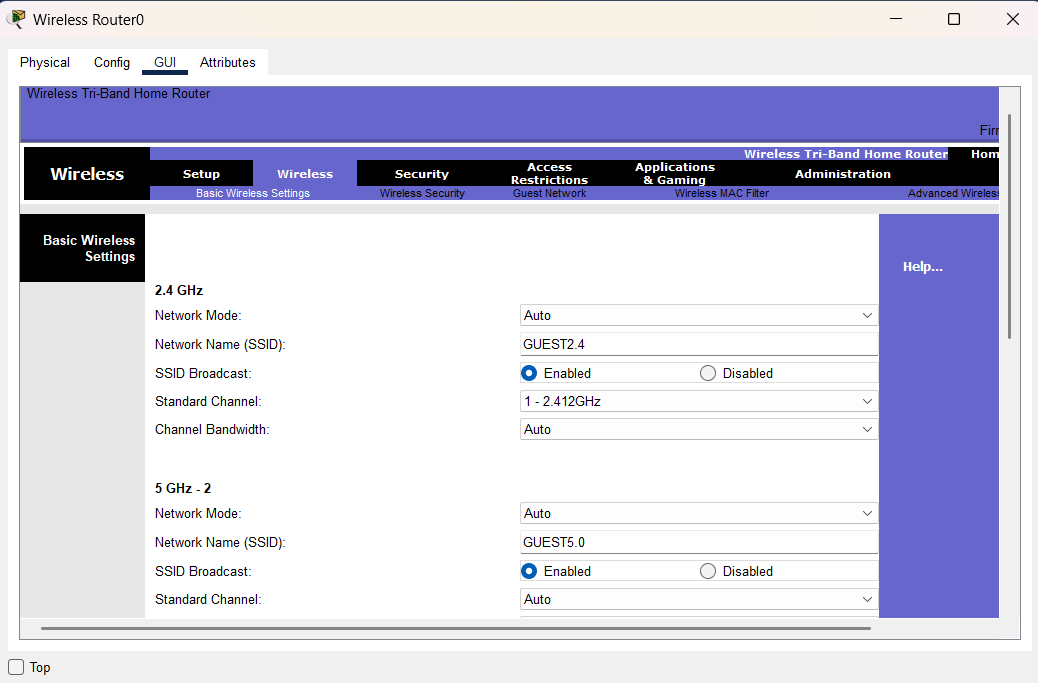 Wireless Router0
Physical Config GUI Attributes
Wireless Tri-Band Home Router
Firr
Wireless Tri-Band Home Router Hom
Wireless
Setup Wireless Security Access Restrictions Applications & Gaming Administration
Basic Wireless Settings Wireless Security Guest Network Wireless MAC Filter Advanced Wireless
Basic Wireless
Settings
Help...
2.4 GHz
Network Mode: Auto
Network Name (SSID): GUEST2.4
SSID Broadcast: Enabled Disabled
Standard Channel: 1 - 2.412GHz
Channel Bandwidth: Auto
5 GHz - 2
Network Mode: Auto
Network Name (SSID): GUEST5.0
SSID Broadcast: Enabled Disabled
Standard Channel: Auto
Top